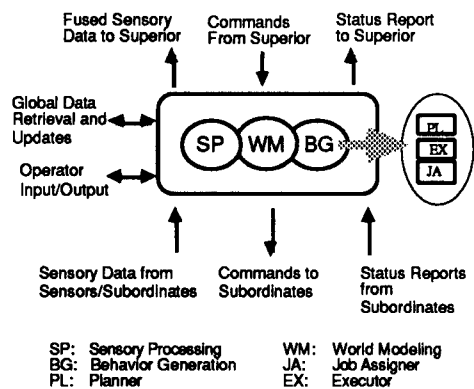 Fused Sensory
Data to Superior
Commands
From Superior
Status Report
to Superior
Global Data
Retrieval and
Updates
Operator
Input/Output
SP
WM
BG
PL
EX
JA
Sensory Data from
Sensors/Subordinates
Commands to
Subordinates
Status Reports
from
Subordinates
SP: Sensory Processing
WM: World Modeling
BG: Behavior Generation
JA: Job Assigner
PL: Planner
EX: Executor